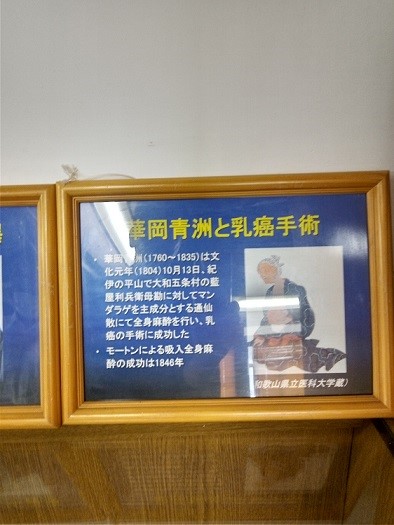 華岡青洲と乳癌手術
• 華岡青洲(1760～1835)は文
化元年(1804)10月13日、紀
伊の平山で大和五条村の藍
屋利兵衛母勘に対してマン
ダラゲを主成分とする通仙
散にて全身麻酔を行い、乳
癌の手術に成功した
• モートンによる吸入全身麻
酔の成功は1846年
和歌山県立医科大学蔵)